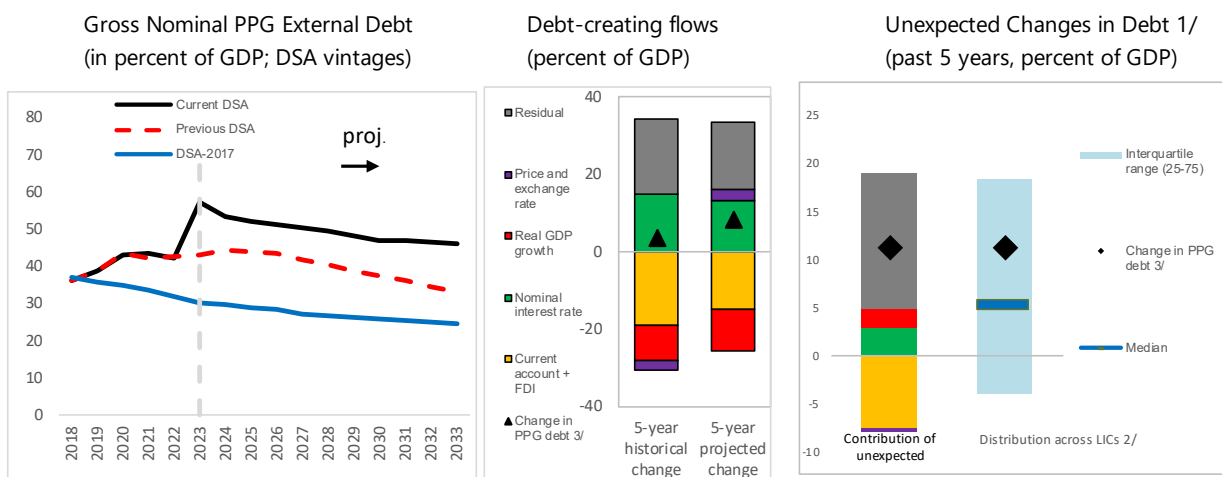 Gross Nominal PPG External Debt
(in percent of GDP; DSA vintages)
Current DSA
Previous DSA
DSA-2017
proj.
80
70
60
50
40
30
20
10
0
2018
2019
2020
2021
2022
2023
2024
2025
2026
2027
2028
2029
2030
2031
2032
2033
Debt-creating flows
(percent of GDP)
Residual
Price and
exchange rate
Real GDP
growth
Nominal
interest rate
Current
account +
FDI
Change in
PPG debt 3/
40
20
0
-20
-40
5-year
historical
change
5-year
projected
change
Unexpected Changes in Debt 1/
(past 5 years, percent of GDP)
25
20
15
10
5
0
-5
-10
Interquartile
range (25-75)
Change in PPG
debt 3/
Median
Contribution of
unexpected
Distribution across LICs 2/